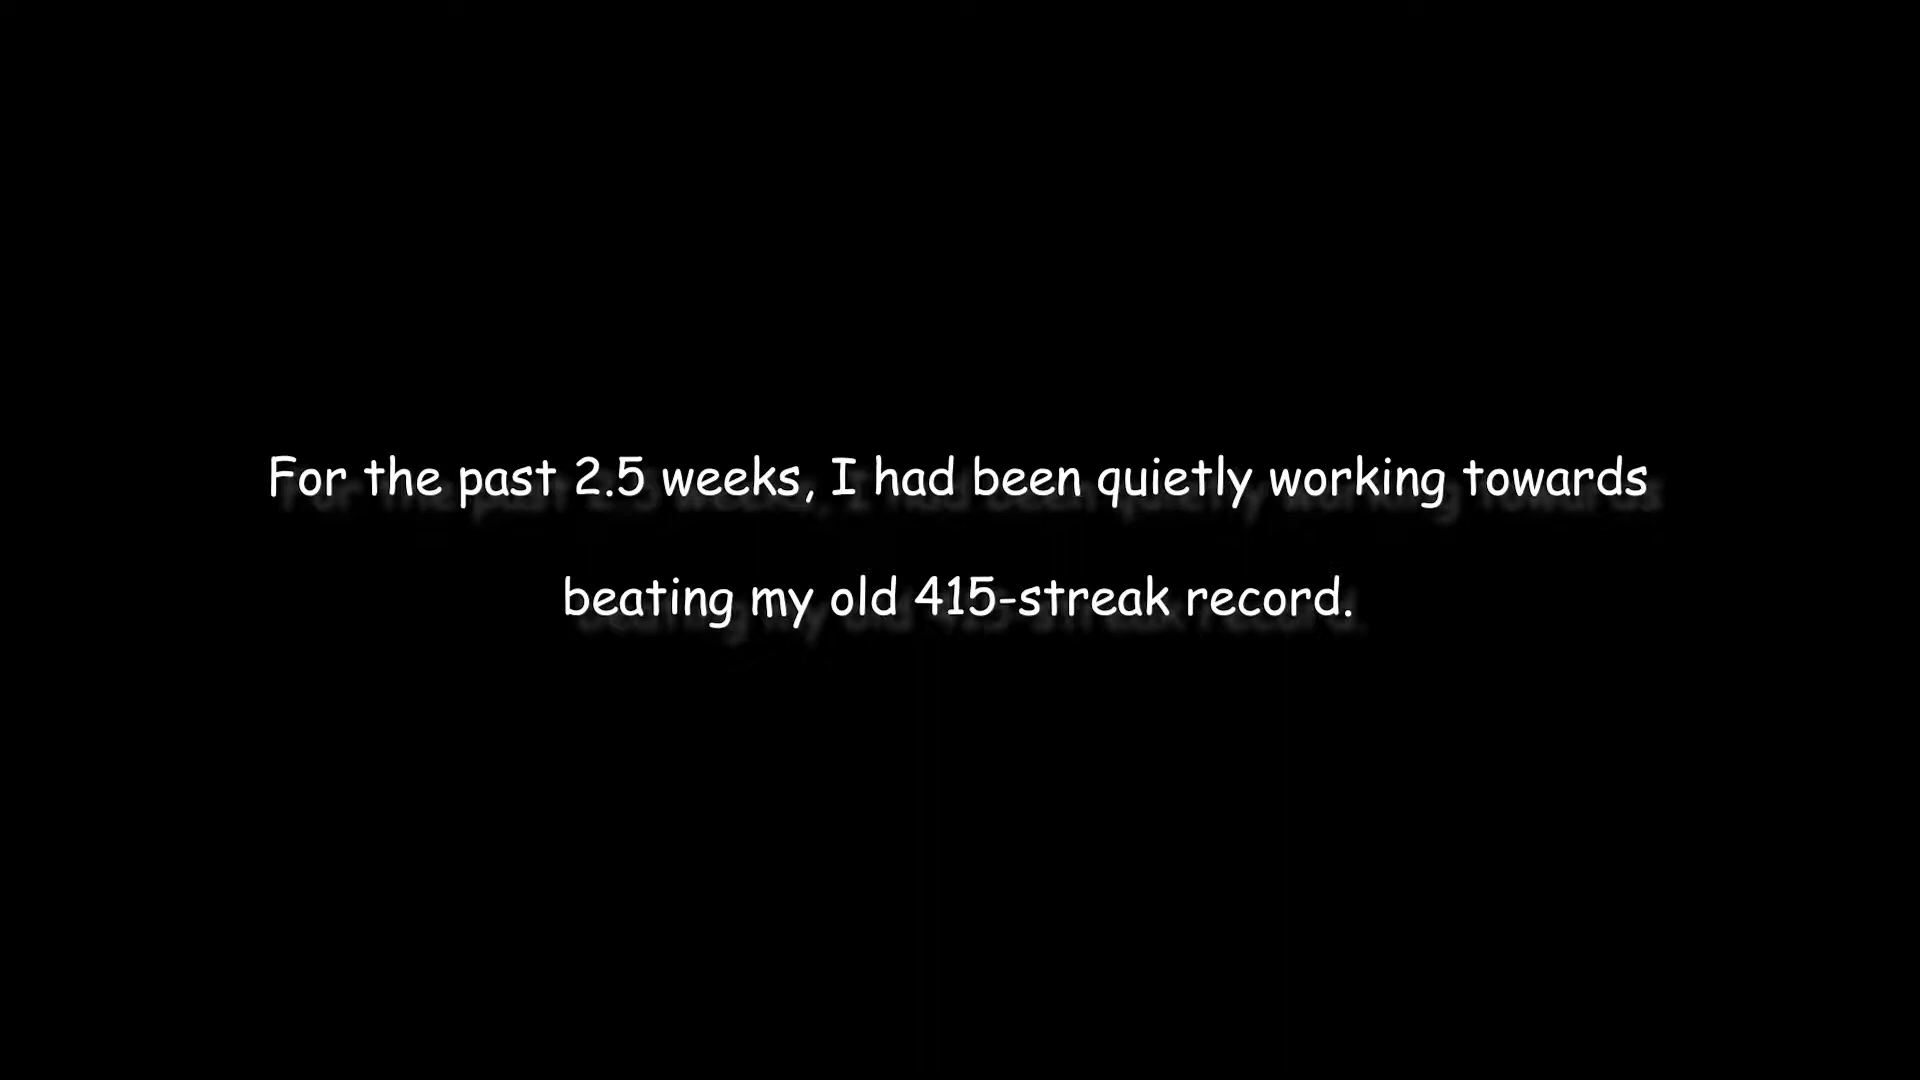 For the past 2.5 weeks, I had been quietly working towards
beating my old 415-streak record.